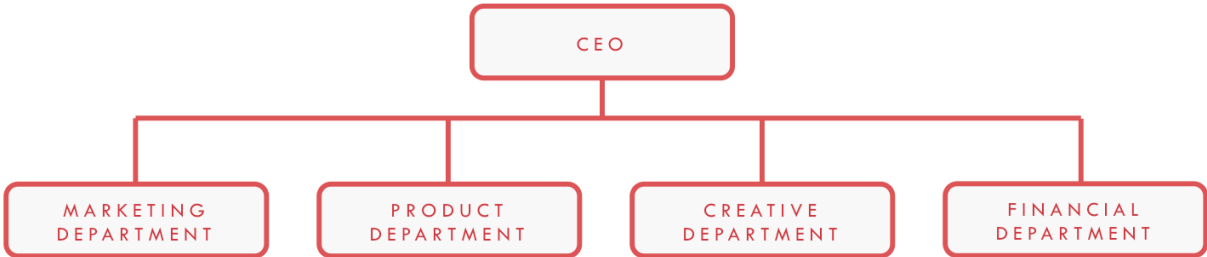 CEO
MARKETING
DEPARTMENT
PRODUCT
DEPARTMENT
CREATIVE
DEPARTMENT
FINANCIAL
DEPARTMENT